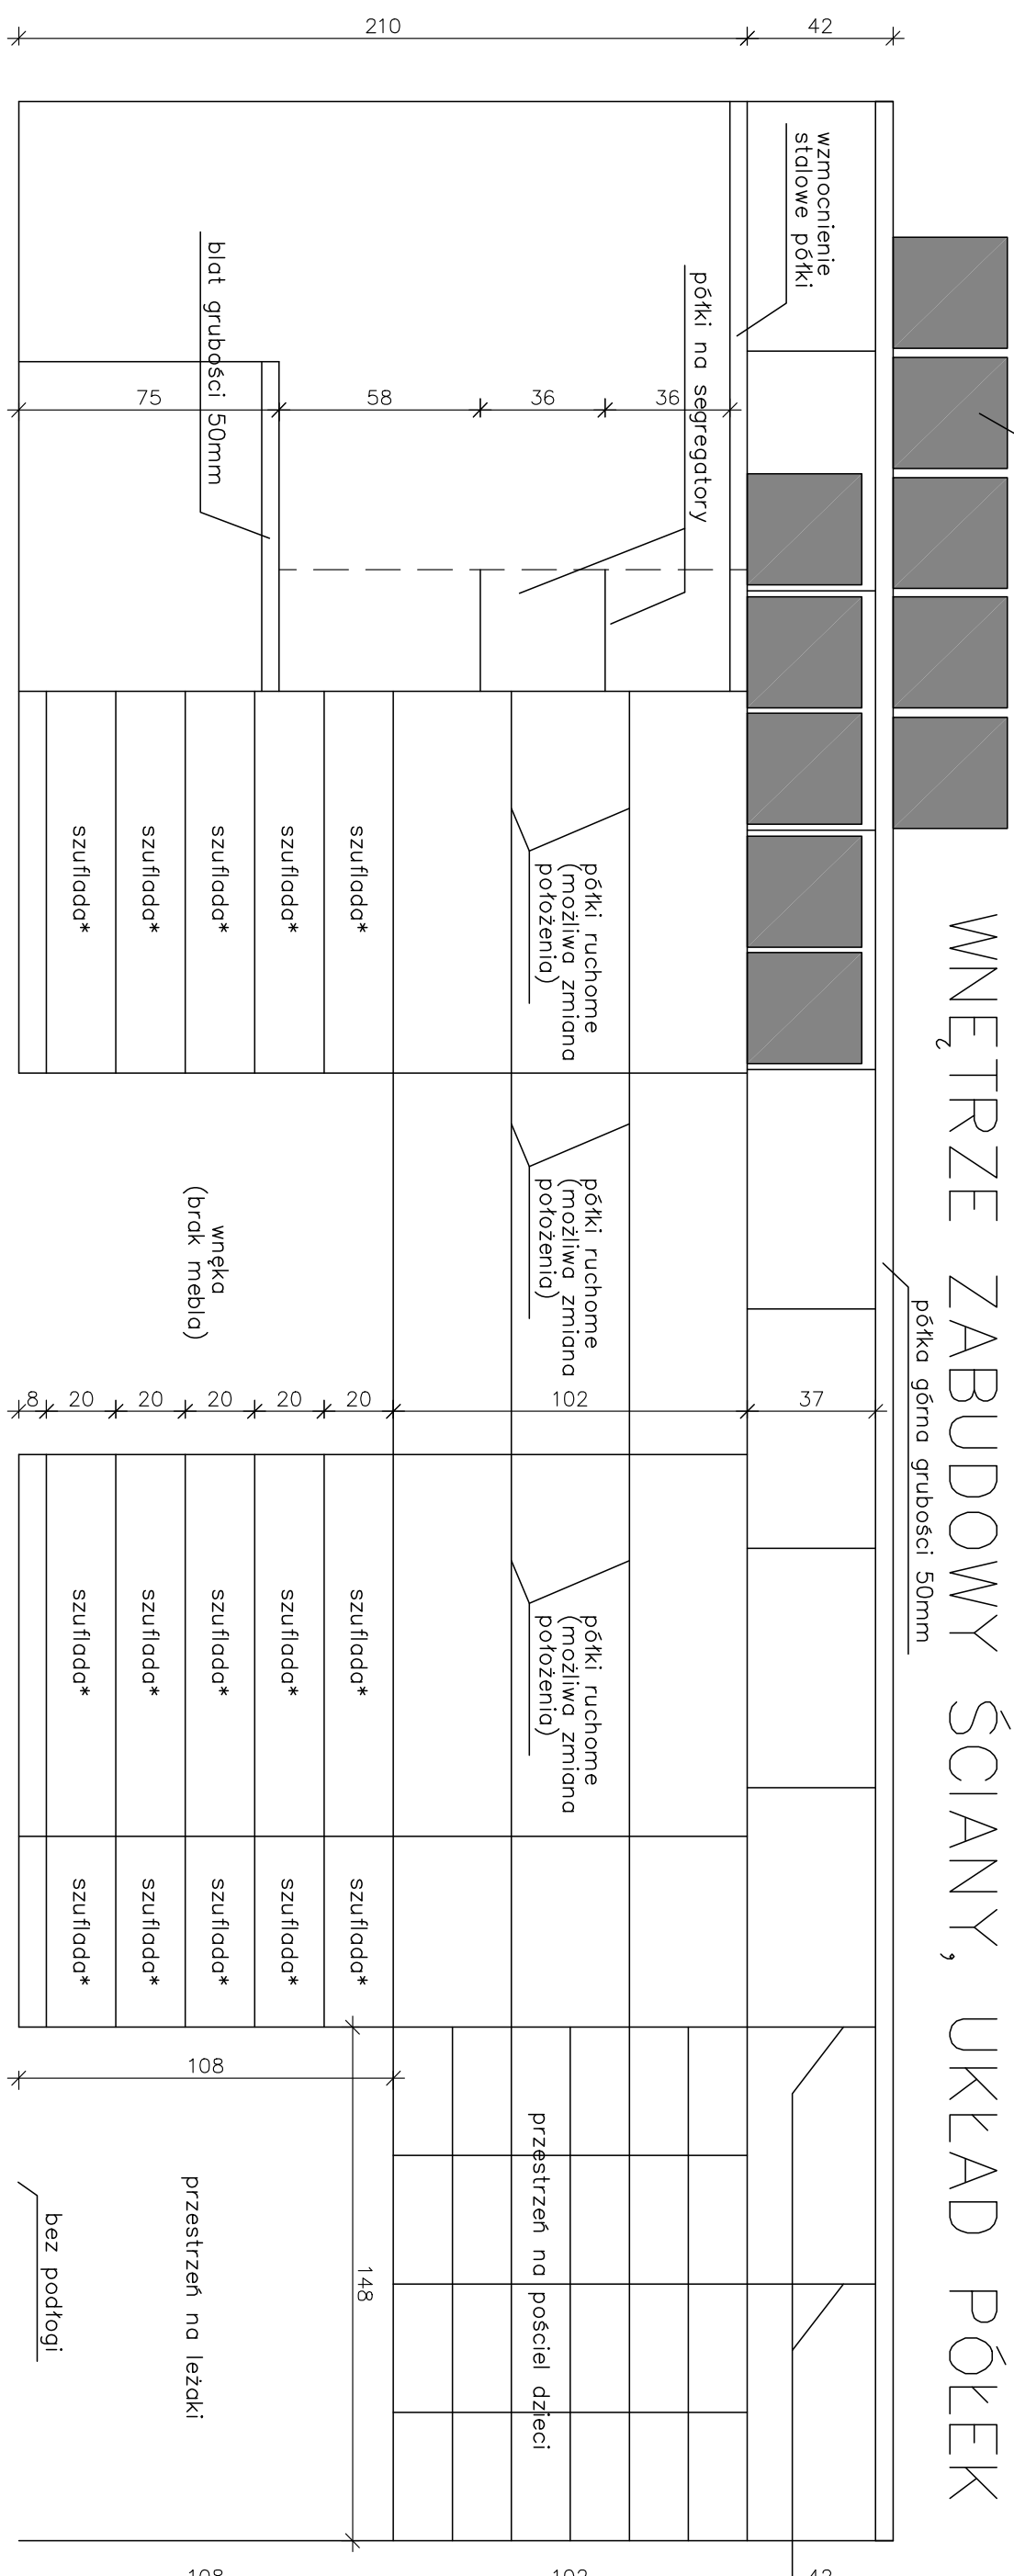 WNĘTRZE ZABUDOWY ŚCIANY, UKŁAD PÓŁEK
półka górna grubości 50mm
210
42
wzmocnienie
stalowe półki
półki na segregatory
blat grubości 50mm
75
58
36
36
szuflada*
szuflada*
szuflada*
szuflada*
szuflada*
półki ruchome
(możliwa zmiana
położenia)
półki ruchome
(możliwa zmiana
położenia)
wnęka
(brak mebla)
8
20
20
20
20
20
102
37
półki ruchome
(możliwa zmiana
położenia)
szuflada*
szuflada*
szuflada*
szuflada*
szuflada*
szuflada*
szuflada*
szuflada*
szuflada*
szuflada*
108
148
przestrzeń na pościel dzieci
przestrzeń na leżaki
bez podłogi
108
102
42